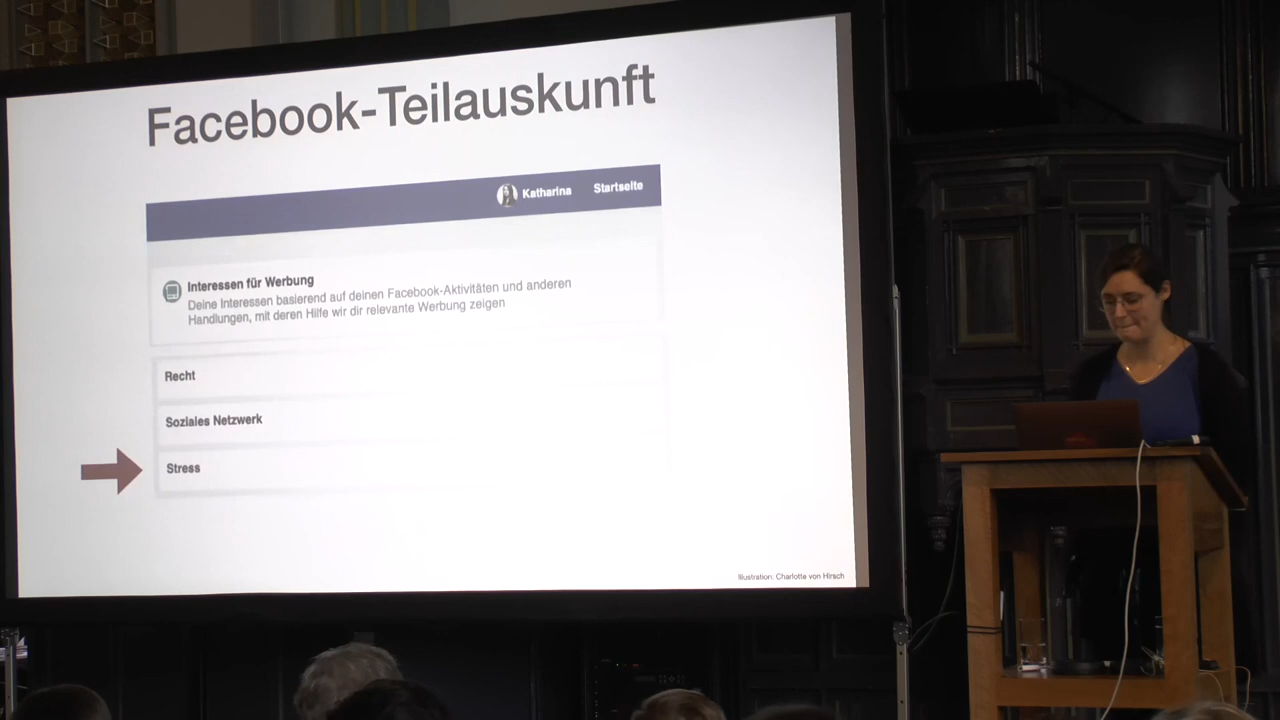 Facebook-Teilauskunft
Katharina Startseite
Interessen für Werbung
Deine Interessen basierend auf deinen Facebook-Aktivitäten und anderen
Handlungen, mit deren Hilfe wir dir relevante Werbung zeigen
Recht
Soziales Netzwerk
Stress
Illustration: Charlotte von Hirsch